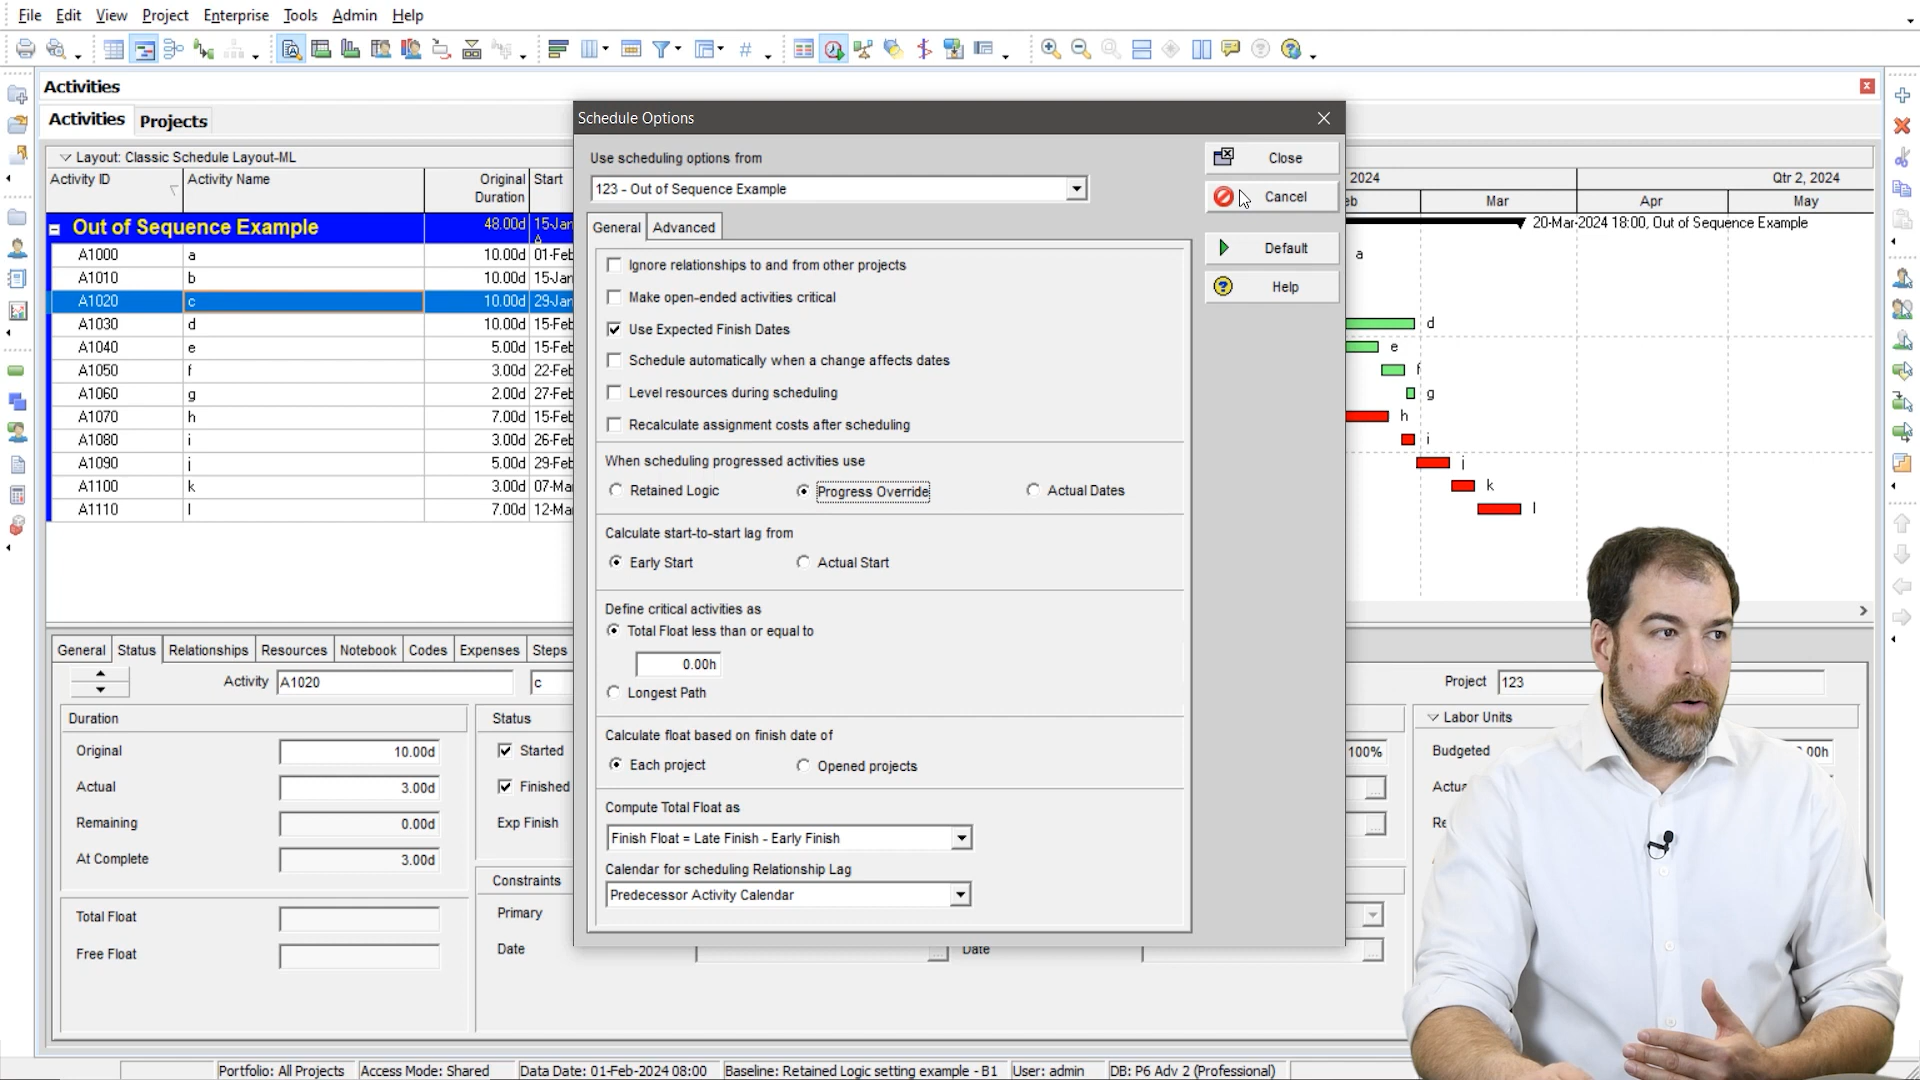 File Edit View Project Enterprise Tools Admin Help
Activities
Activities Projects
Layout: Classic Schedule Layout-ML
Activity ID Activity Name Original Duration Start
2024 Qtr 2, 2024
eb Mar Apr May
Out of Sequence Example 48.00d 15-Jan
20-Mar-2024 18:00, Out of Sequence Example
A1000 a 10.00d 01-Feb a
A1010 b 10.00d 15-Jan
A1020 c 10.00d 29-Jan
A1030 d 10.00d 15-Feb d
A1040 e 5.00d 15-Feb e
A1050 f 3.00d 22-Feb f
A1060 g 2.00d 27-Feb g
A1070 h 7.00d 15-Feb h
A1080 i 3.00d 26-Feb i
A1090 j 5.00d 29-Feb j
A1100 k 3.00d 07-Ma k
A1110 l 7.00d 12-Ma l
Schedule Options
Use scheduling options from
123 - Out of Sequence Example
Close
Cancel
Default
Help
General Advanced
Ignore relationships to and from other projects
Make open-ended activities critical
Use Expected Finish Dates
Schedule automatically when a change affects dates
Level resources during scheduling
Recalculate assignment costs after scheduling
When scheduling progressed activities use
Retained Logic Progress Override Actual Dates
Calculate start-to-start lag from
Early Start Actual Start
Define critical activities as
Total Float less than or equal to
0.00h
Longest Path
Calculate float based on finish date of
Each project Opened projects
Compute Total Float as
Finish Float = Late Finish - Early Finish
Calendar for scheduling Relationship Lag
Predecessor Activity Calendar
General Status Relationships Resources Notebook Codes Expenses Steps
Activity A1020 c Project 123
Duration Status Labor Units
Original 10.00d Started 100% Budgeted 0.00h
Actual 3.00d Finished Actua
Remaining 0.00d Exp Finish Re
At Complete 3.00d
Constraints
Total Float Primary
Free Float Date Date
Portfolio: All Projects Access Mode: Shared Data Date: 01-Feb-2024 08:00 Baseline: Retained Logic setting example - B1 User: admin DB: P6 Adv 2 (Professional)